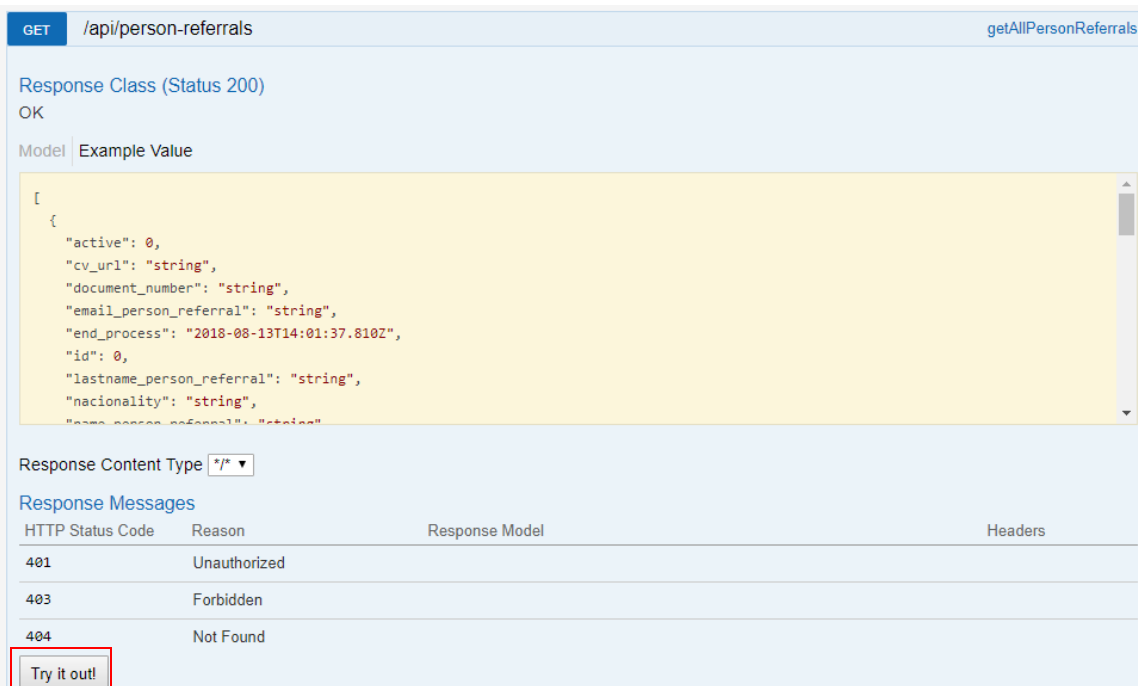 GET /api/person-referrals getAllPersonReferrals
Response Class (Status 200)
OK
Model Example Value
[
{
"active": 0,
"cv_url": "string",
"document_number": "string",
"email_person_referral": "string",
"end_process": "2018-08-13T14:01:37.810Z",
"id": 0,
"lastname_person_referral": "string",
"nacionality": "string",
"name_person_referral": "string"
Response Content Type */*
Response Messages
HTTP Status Code Reason Response Model Headers
401 Unauthorized
403 Forbidden
404 Not Found
Try it out!